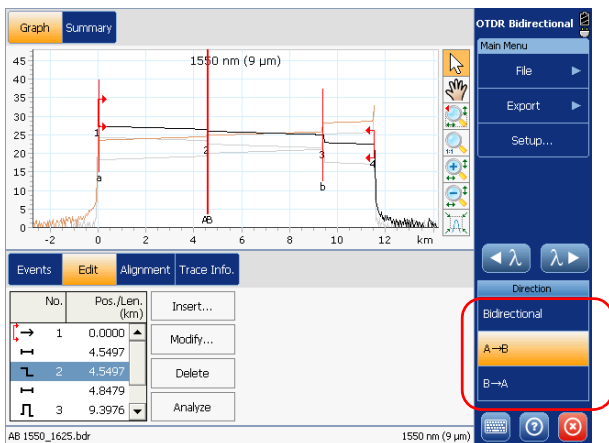 Graph Summary
OTDR Bidirectional
Main Menu
File
Export
Setup...
1550 nm (9 µm)
45
40
35
30
25
20
15
10
5
0
1
2
3
4
a
b
AB
-2 0 2 4 6 8 10 12 km
1:1
λ λ
Direction
Bidirectional
A→B
B→A
Events Edit Alignment Trace Info.
No. Pos./Len. (km)
1 0.0000
4.5497
2 4.5497
4.8479
3 9.3976
Insert...
Modify...
Delete
Analyze
AB 1550_1625.bdr
1550 nm (9 µm)